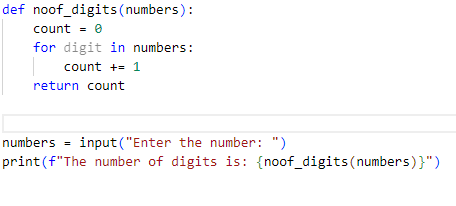 def noof_digits(numbers):
    count = 0
    for digit in numbers:
        count += 1
    return count
numbers = input("Enter the number: ")
print(f"The number of digits is: {noof_digits(numbers)}")